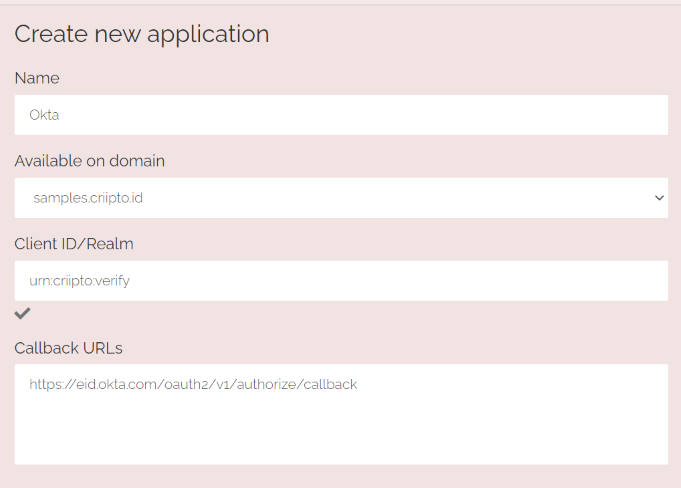 Create new application
Name
Okta
Available on domain
samples.criipto.id
Client ID/Realm
urn:criipto:verify
Callback URLs
https://eid.okta.com/oauth2/v1/authorize/callback